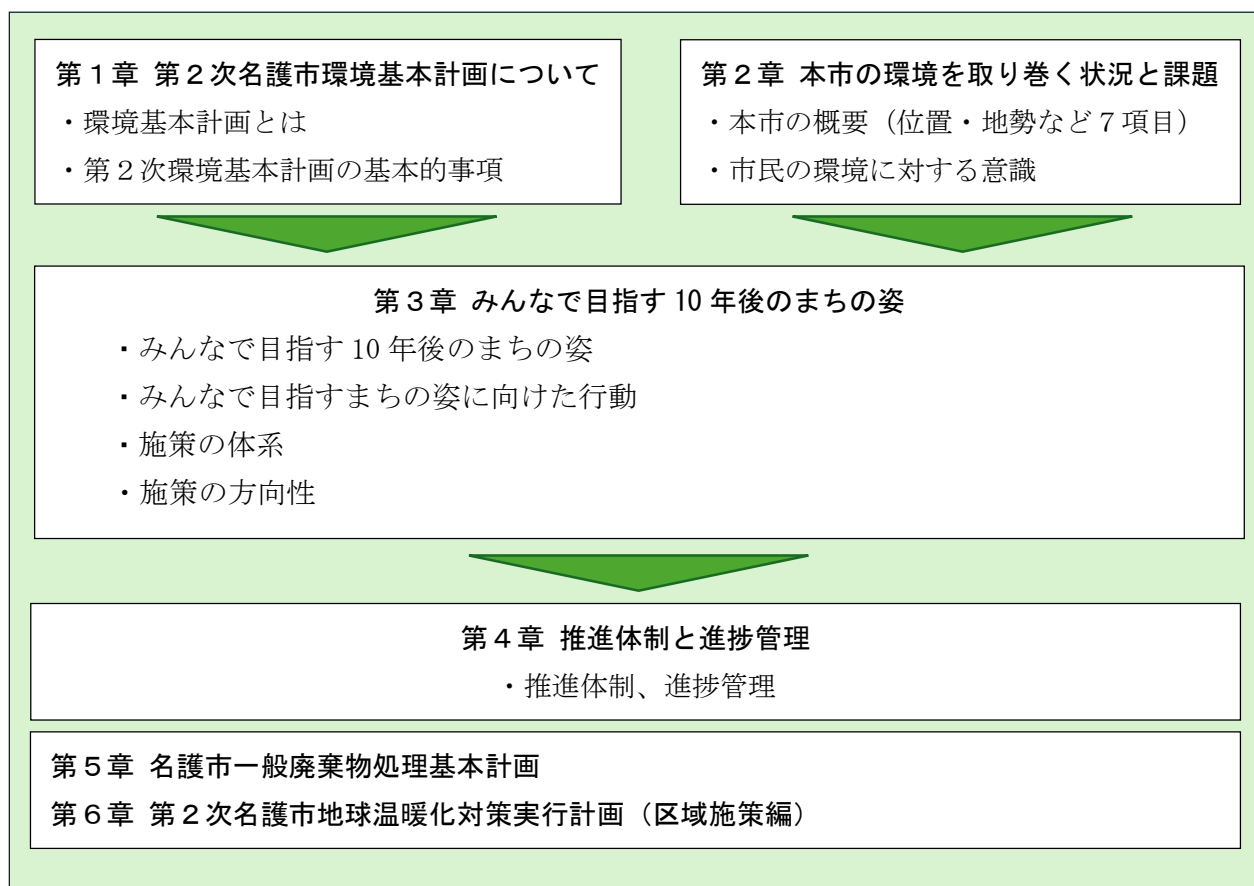 第１章 第２次名護市環境基本計画について
・環境基本計画とは
・第２次環境基本計画の基本的事項
第２章 本市の環境を取り巻く状況と課題
・本市の概要（位置・地勢など７項目）
・市民の環境に対する意識
第３章 みんなで目指す 10 年後のまちの姿
・みんなで目指す 10 年後のまちの姿
・みんなで目指すまちの姿に向けた行動
・施策の体系
・施策の方向性
第４章 推進体制と進捗管理
・推進体制、進捗管理
第５章 名護市一般廃棄物処理基本計画
第６章 第２次名護市地球温暖化対策実行計画（区域施策編）